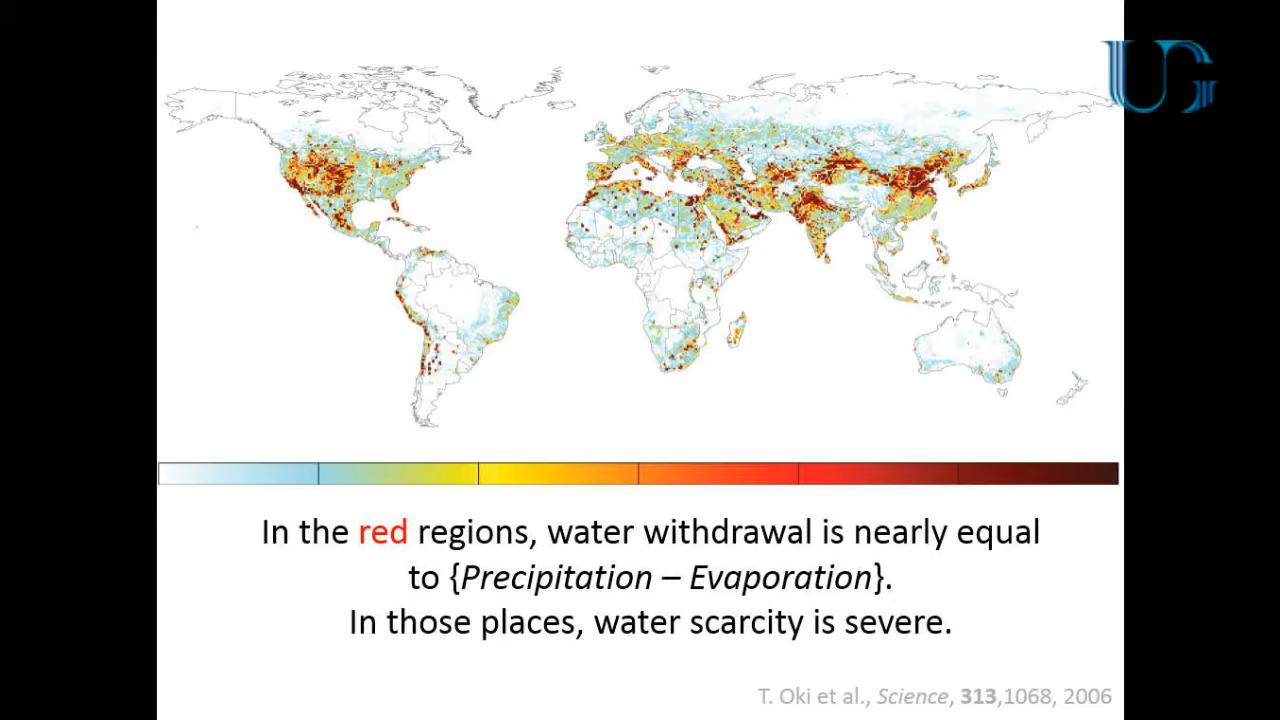 UG
In the red regions, water withdrawal is nearly equal
to {Precipitation – Evaporation}.
In those places, water scarcity is severe.
T. Oki et al., Science, 313,1068, 2006